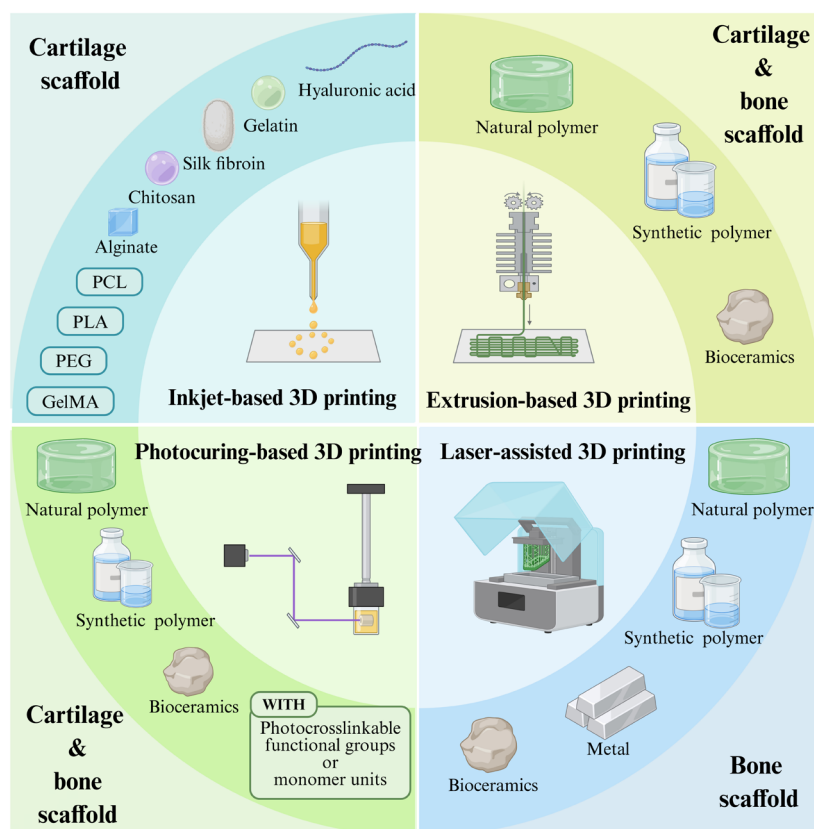 Cartilage
scaffold
Hyaluronic acid
Gelatin
Silk fibroin
Chitosan
Alginate
PCL
PLA
PEG
GelMA
Inkjet-based 3D printing
Cartilage
&
bone
scaffold
Natural polymer
Synthetic polymer
Bioceramics
Extrusion-based 3D printing
Photocuring-based 3D printing
Natural polymer
Synthetic polymer
Bioceramics
WITH
Photocrosslinkable
functional groups
or
monomer units
Cartilage
&
bone
scaffold
Laser-assisted 3D printing
Natural polymer
Synthetic polymer
Metal
Bioceramics
Bone
scaffold